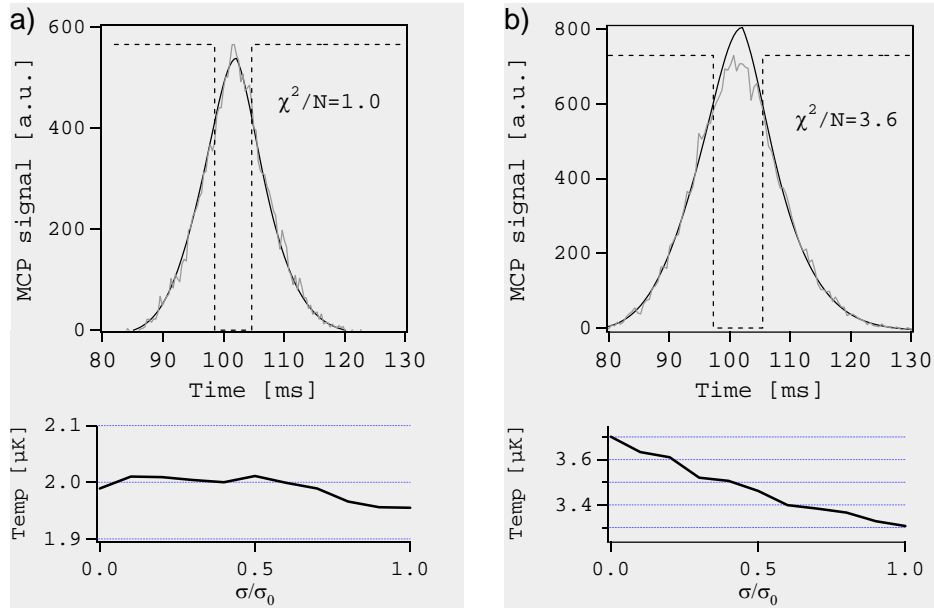 a)
600
400
200
0
MCP signal [a.u.]
χ²/N=1.0
80 90 100 110 120 130
Time [ms]
2.1
2.0
1.9
Temp [µK]
0.0 0.5 1.0
σ/σ₀
b)
800
600
400
200
0
MCP signal [a.u.]
χ²/N=3.6
80 90 100 110 120 130
Time [ms]
3.6
3.4
Temp [µK]
0.0 0.5 1.0
σ/σ₀